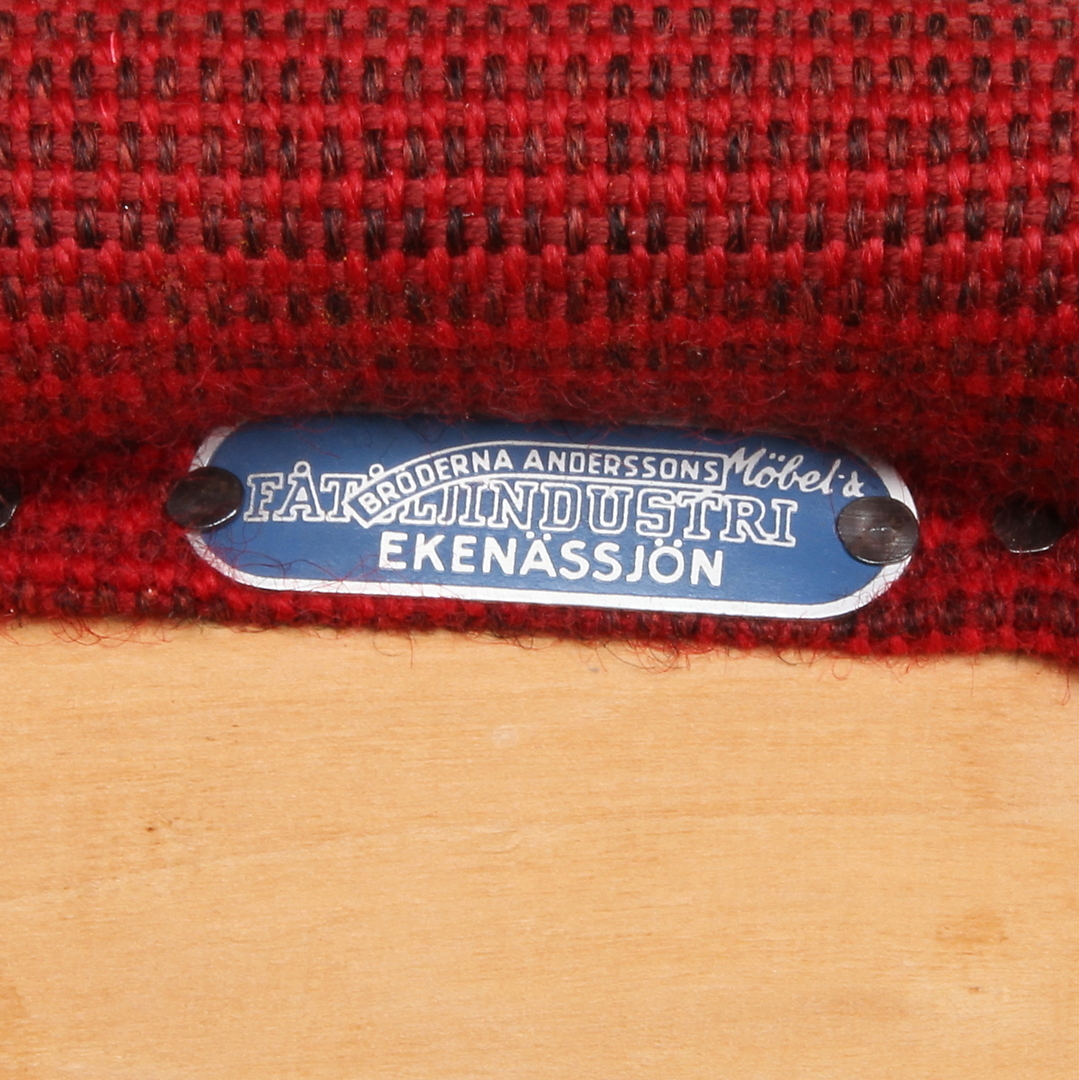 BRÖDERNA ANDERSSONS Möbel- &
FÅTÖLJINDUSTRI
EKENÄSSJÖN